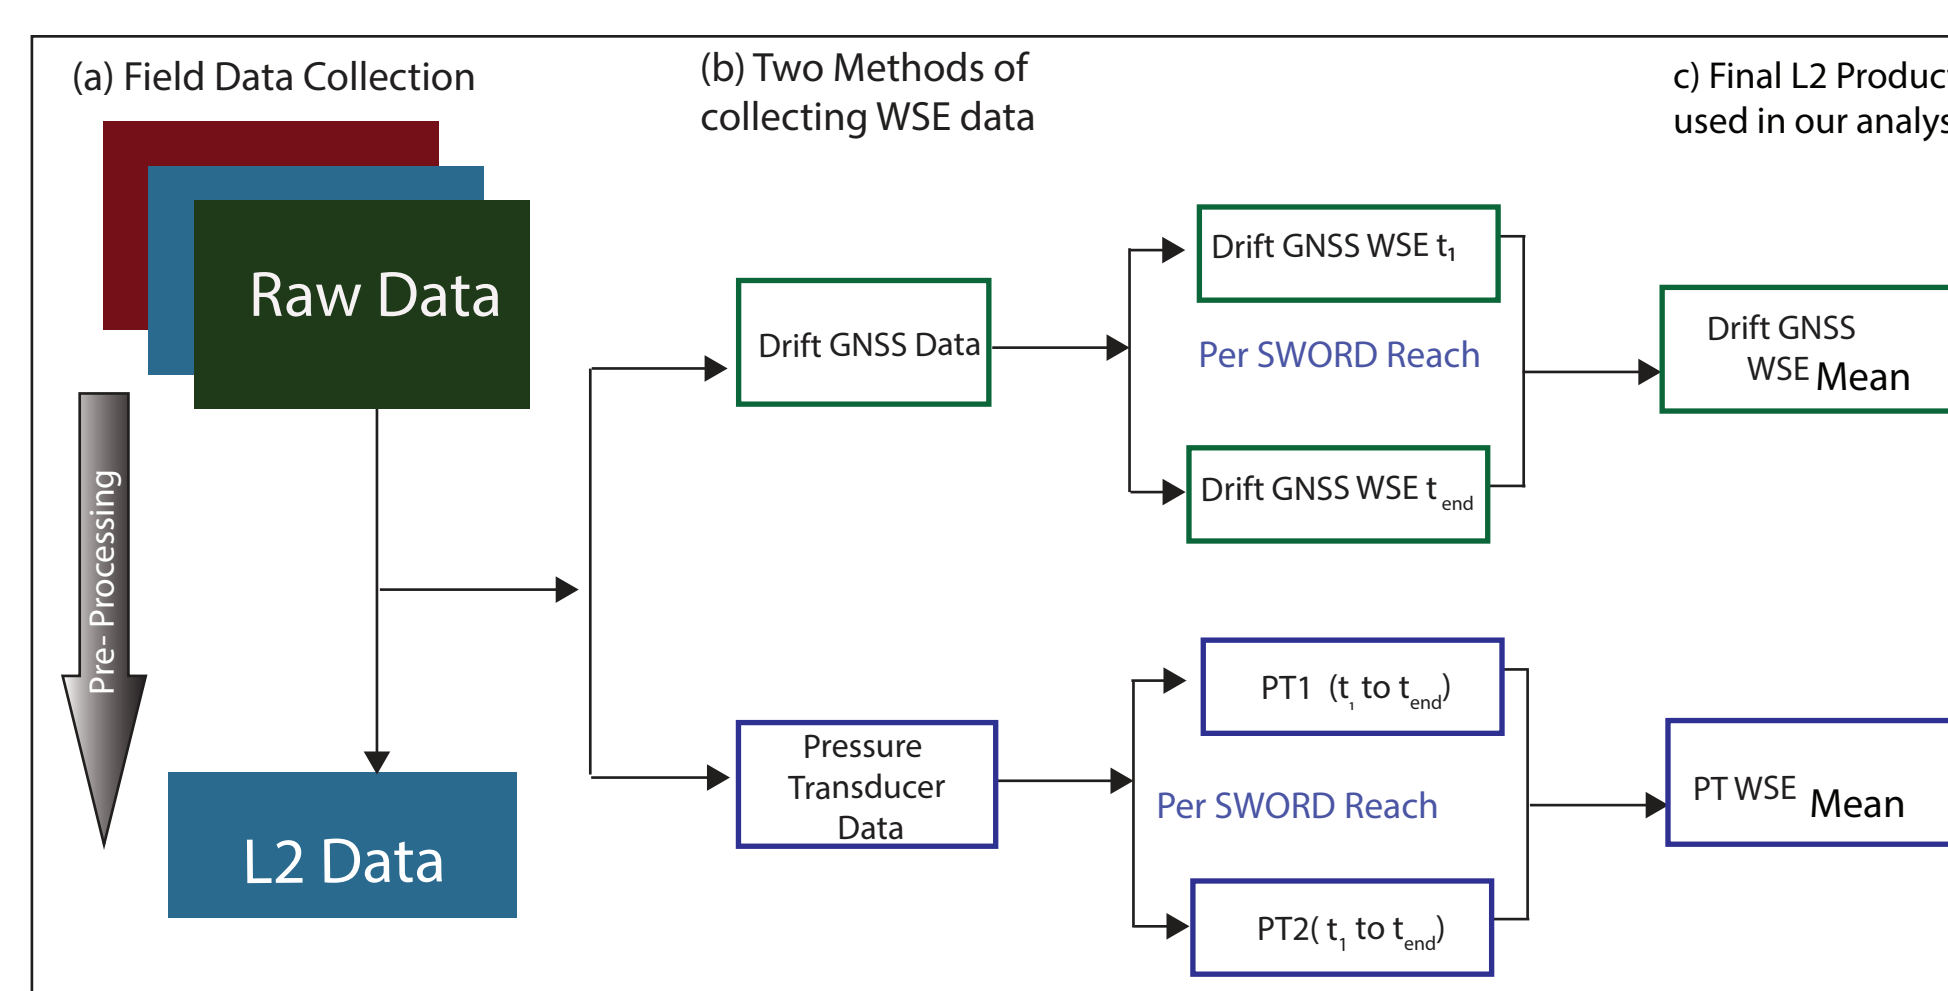 (a) Field Data Collection
(b) Two Methods of
collecting WSE data
c) Final L2 Product
used in our analys
Raw Data
Pre- Processing
L2 Data
Drift GNSS Data
Drift GNSS WSE t₁
Per SWORD Reach
Drift GNSS WSE t end
Drift GNSS
WSE Mean
Pressure
Transducer
Data
PT1 (t₁ to tend)
Per SWORD Reach
PT2( t₁ to tend)
PT WSE Mean